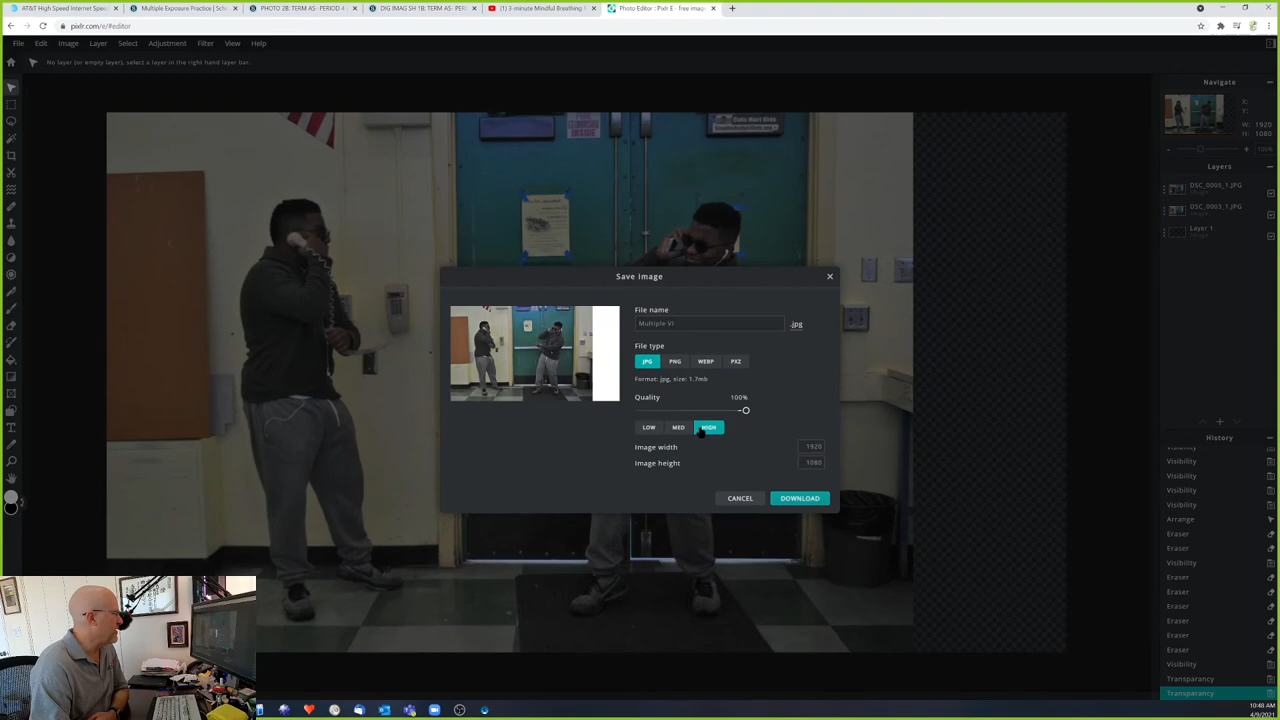 AT&T High Speed Internet Speed
Multiple Exposure Practice | Sch
PHOTO 2B: TERM AS- PERIOD 4
DIG IMAG SH 1B: TERM AS- PER
(1) 3-minute Mindful Breathing
Photo Editor : Pixlr E - free imag
pixlr.com/e/#editor
File Edit Image Layer Select Adjustment Filter View Help
No layer (or empty layer), select a layer in the right hand layer bar.
Navigate
X:
Y:
W: 1920
H: 1080
100%
Layers
DSC_0005_1.JPG
DSC_0003_1.JPG
Layer 1
Save Image
File name
Multiple VI
.jpg
File type
JPG PNG WEBP PXZ
Format: jpg, size: 1.7mb
Quality 100%
LOW MED HIGH
Image width 1920
Image height 1080
CANCEL DOWNLOAD
History
Visibility
Visibility
Visibility
Visibility
Visibility
Arrange
Eraser
Eraser
Visibility
Eraser
Eraser
Eraser
Eraser
Eraser
Eraser
Visibility
Transparancy
Transparancy
10:48 AM
4/9/2021